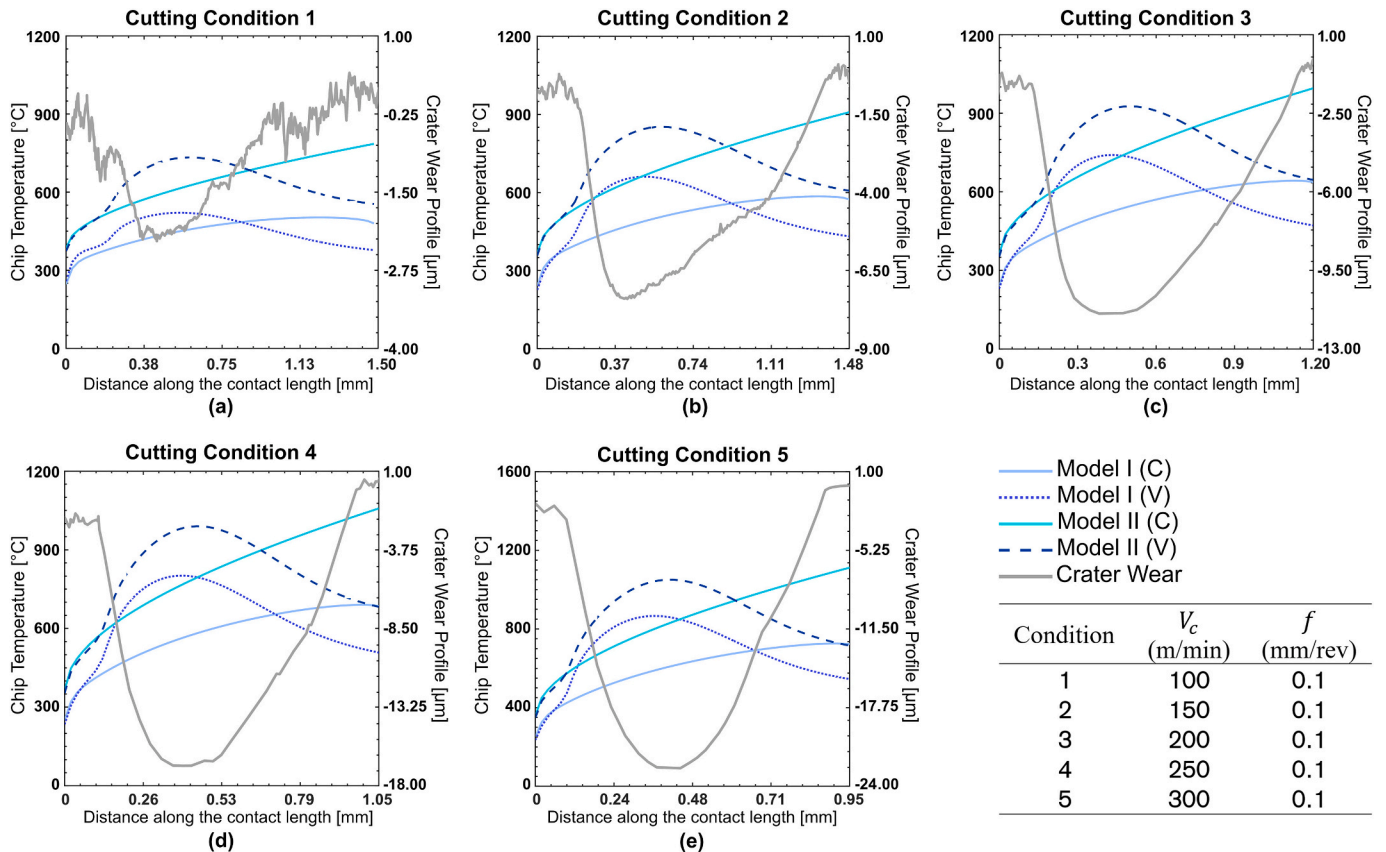 Cutting Condition 1
1200
900
600
300
0
Chip Temperature [°C]
1.00
-0.25
-1.50
-2.75
-4.00
Crater Wear Profile [μm]
0 0.38 0.75 1.13 1.50
Distance along the contact length [mm]
(a)
Cutting Condition 2
1200
900
600
300
0
Chip Temperature [°C]
1.00
-1.50
-4.00
-6.50
-9.00
Crater Wear Profile [μm]
0 0.37 0.74 1.11 1.48
Distance along the contact length [mm]
(b)
Cutting Condition 3
1200
900
600
300
0
Chip Temperature [°C]
1.00
-2.50
-6.00
-9.50
-13.00
Crater Wear Profile [μm]
0 0.3 0.6 0.9 1.20
Distance along the contact length [mm]
(c)
Cutting Condition 4
1200
900
600
300
0
Chip Temperature [°C]
1.00
-3.75
-8.50
-13.25
-18.00
Crater Wear Profile [μm]
0 0.26 0.53 0.79 1.05
Distance along the contact length [mm]
(d)
Cutting Condition 5
1600
1200
800
400
0
Chip Temperature [°C]
1.00
-5.25
-11.50
-17.75
-24.00
Crater Wear Profile [μm]
0 0.24 0.48 0.71 0.95
Distance along the contact length [mm]
(e)
Model I (C)
Model I (V)
Model II (C)
Model II (V)
Crater Wear
Condition Vc (m/min) f (mm/rev)
1 100 0.1
2 150 0.1
3 200 0.1
4 250 0.1
5 300 0.1